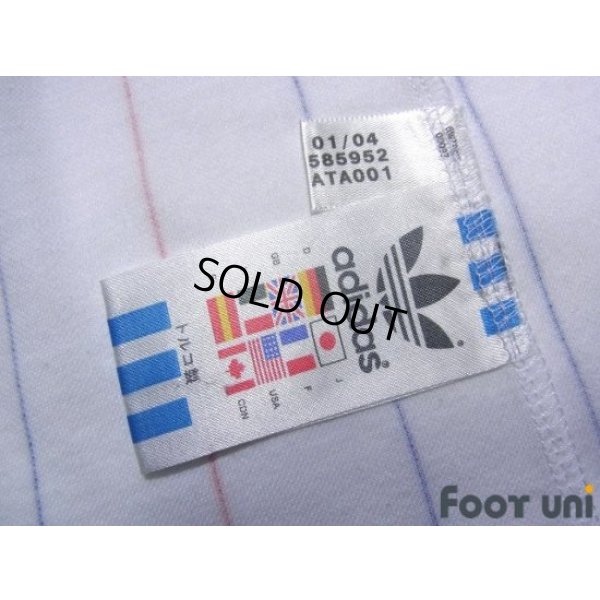 01/04
585952
ATA001
adidas
D
GB
J
F
USA
CDN
トルコ製
SOLD OUT
FOOT UNI